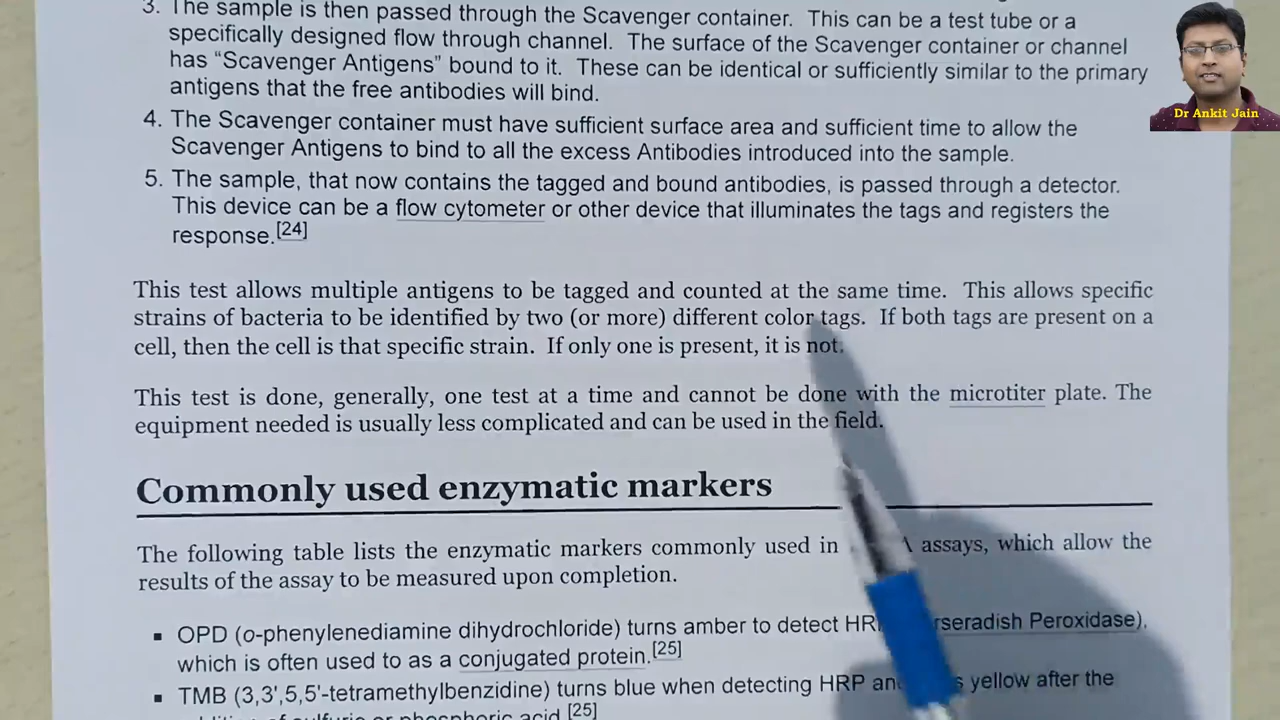 3. The sample is then passed through the Scavenger container. This can be a test tube or a
specifically designed flow through channel. The surface of the Scavenger container or channel
has “Scavenger Antigens” bound to it. These can be identical or sufficiently similar to the primary
antigens that the free antibodies will bind.
4. The Scavenger container must have sufficient surface area and sufficient time to allow the
Scavenger Antigens to bind to all the excess Antibodies introduced into the sample.
5. The sample, that now contains the tagged and bound antibodies, is passed through a detector.
This device can be a flow cytometer or other device that illuminates the tags and registers the
response.[24]
This test allows multiple antigens to be tagged and counted at the same time. This allows specific
strains of bacteria to be identified by two (or more) different color tags. If both tags are present on a
cell, then the cell is that specific strain. If only one is present, it is not.
This test is done, generally, one test at a time and cannot be done with the microtiter plate. The
equipment needed is usually less complicated and can be used in the field.
Commonly used enzymatic markers
The following table lists the enzymatic markers commonly used in assays, which allow the
results of the assay to be measured upon completion.
▪ OPD (o-phenylenediamine dihydrochloride) turns amber to detect Peroxidase),
which is often used to as a conjugated protein.[25]
▪ TMB (3,3',5,5'-tetramethylbenzidine) turns blue when detecting HRP yellow after the
addition of sulfuric or phosphoric acid.[25]
Dr Ankit Jain